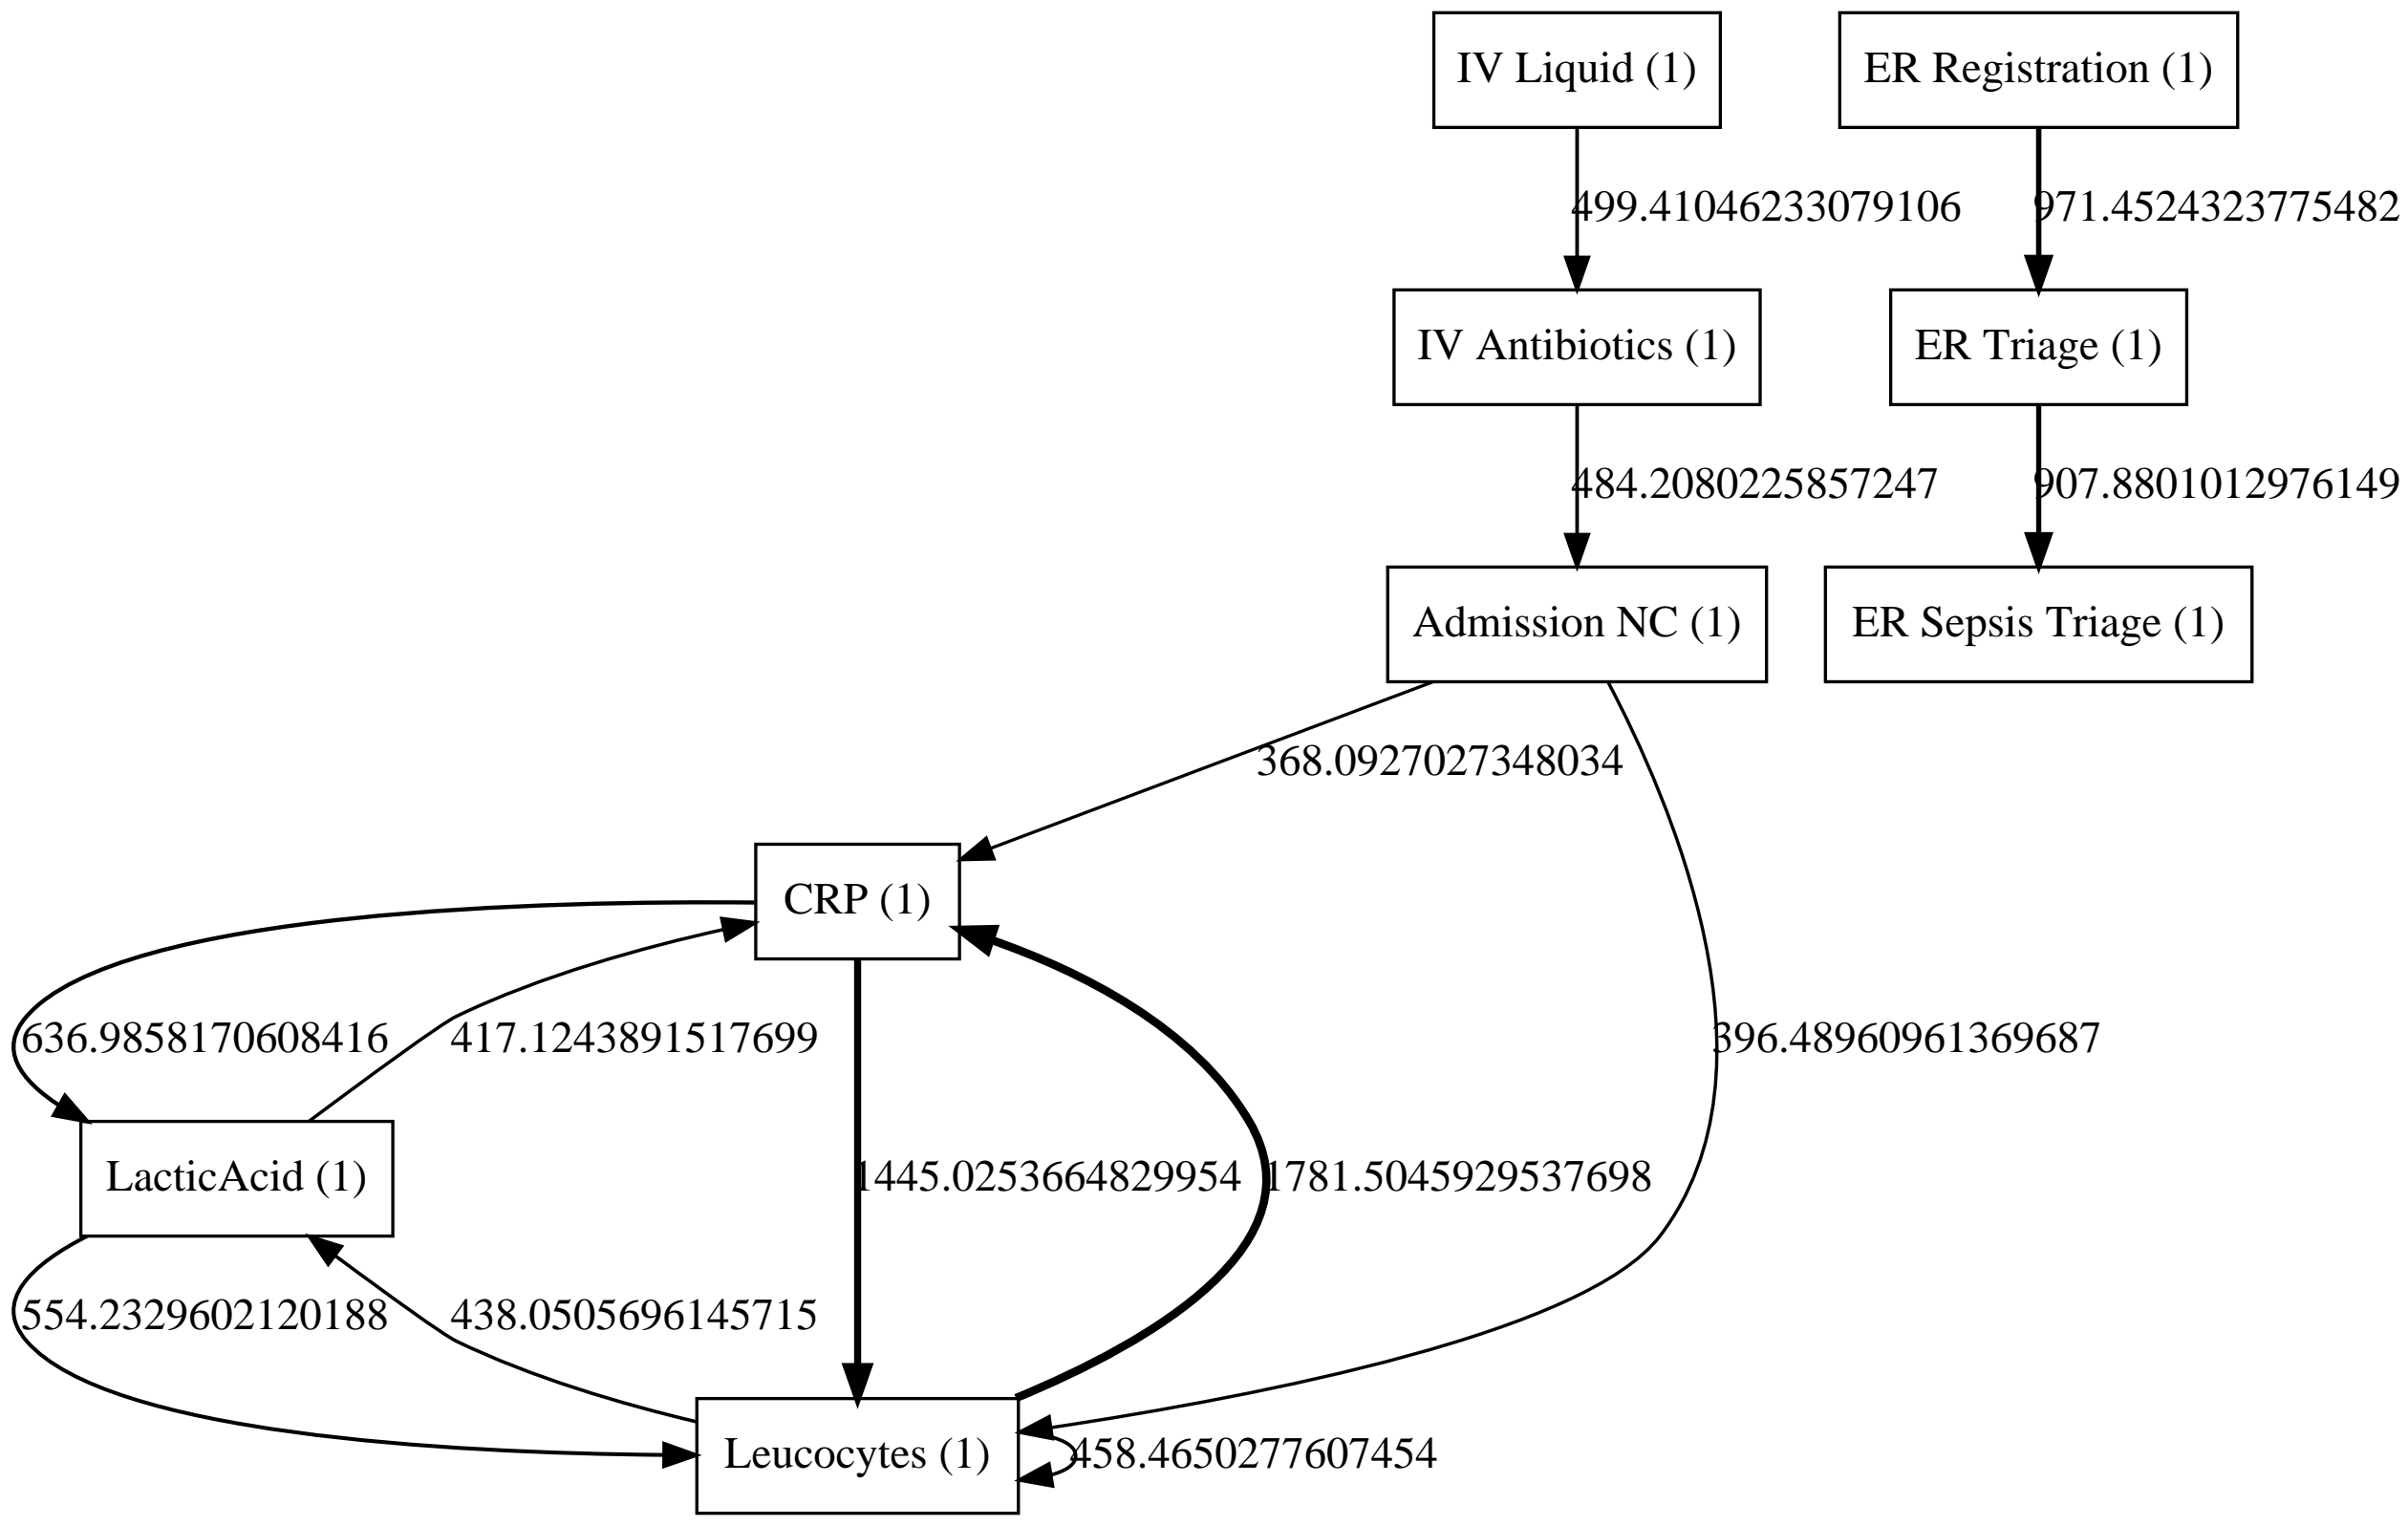 IV Liquid (1)
ER Registration (1)
499.41046233079106
971.4524323775482
IV Antibiotics (1)
ER Triage (1)
484.2080225857247
907.8801012976149
Admission NC (1)
ER Sepsis Triage (1)
368.0927027348034
CRP (1)
636.9858170608416
417.1243891517699
396.48960961369687
LacticAcid (1)
1445.0253664829954
1781.5045929537698
554.2329602120188
438.0505696145715
Leucocytes (1)
458.4650277607454